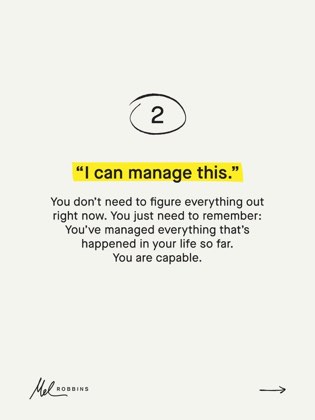 2
“I can manage this.”
You don’t need to figure everything out
right now. You just need to remember:
You’ve managed everything that’s
happened in your life so far.
You are capable.
Mel ROBBINS